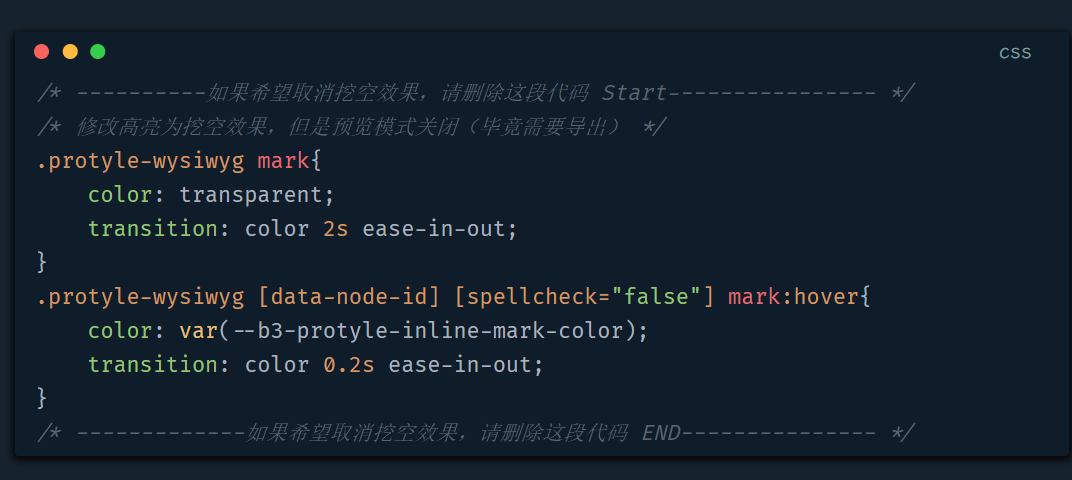 css
/* ----------如果希望取消挖空效果，请删除这段代码 Start---------------- */
/* 修改高亮为挖空效果，但是预览模式关闭（毕竟需要导出） */
.protyle-wysiwyg mark{
    color: transparent;
    transition: color 2s ease-in-out;
}
.protyle-wysiwyg [data-node-id] [spellcheck="false"] mark:hover{
    color: var(--b3-protyle-inline-mark-color);
    transition: color 0.2s ease-in-out;
}
/* -------------如果希望取消挖空效果，请删除这段代码 END--------------- */